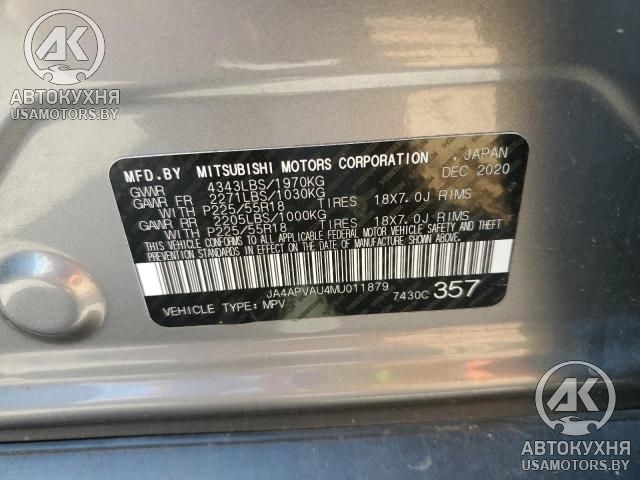 АК
АВТОКУХНЯ
USAMOTORS.BY
MFD.BY MITSUBISHI MOTORS CORPORATION , JAPAN
GVWR 4343LBS/1970KG DEC 2020
GAWR FR 2271LBS/1030KG
WITH P225/55R18 TIRES 18X7.0J RIMS
GAWR RR 2205LBS/1000KG
WITH P225/55R18 TIRES 18X7.0J RIMS
THIS VEHICLE CONFORMS TO ALL APPLICABLE FEDERAL MOTOR VEHICLE SAFETY AND THEFT
PREVENTION STANDARDS IN EFFECT ON THE DATE OF MANUFACTURE SHOWN ABOVE.
JA4APVAU4MU011879 7430C 357
VEHICLE TYPE: MPV
АК
АВТОКУХНЯ
USAMOTORS.BY